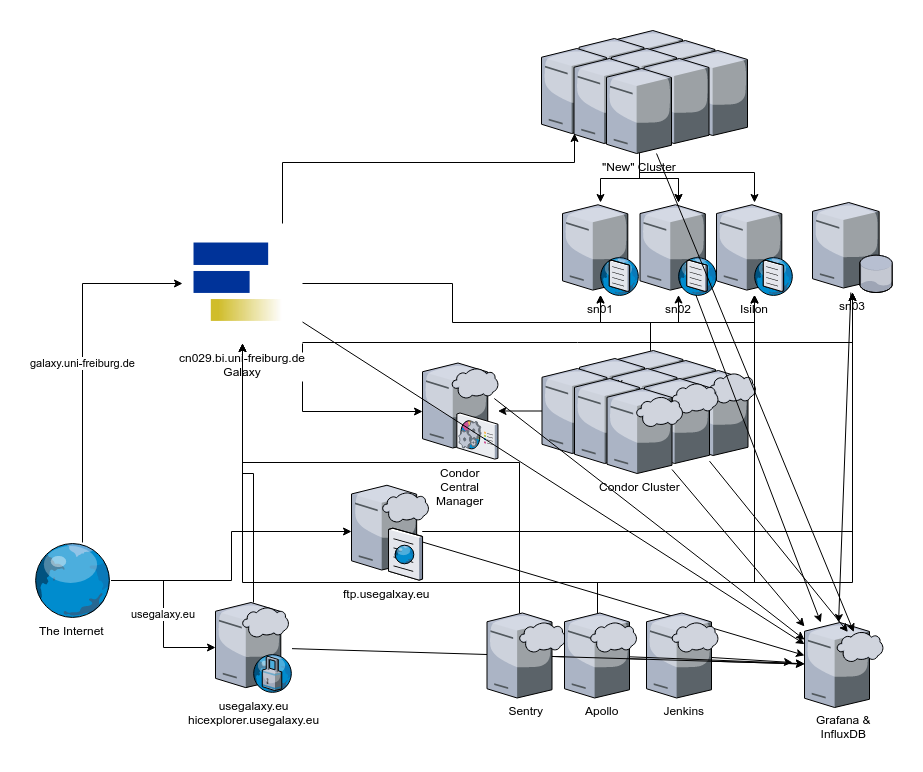 "New" Cluster
sn01
sn02
Isilon
sn03
galaxy.uni-freiburg.de
cn029.bi.uni-freiburg.de
Galaxy
Condor
Central
Manager
Condor Cluster
ftp.usegalxay.eu
The Internet
usegalaxy.eu
usegalaxy.eu
hicexplorer.usegalaxy.eu
Sentry
Apollo
Jenkins
Grafana &
InfluxDB